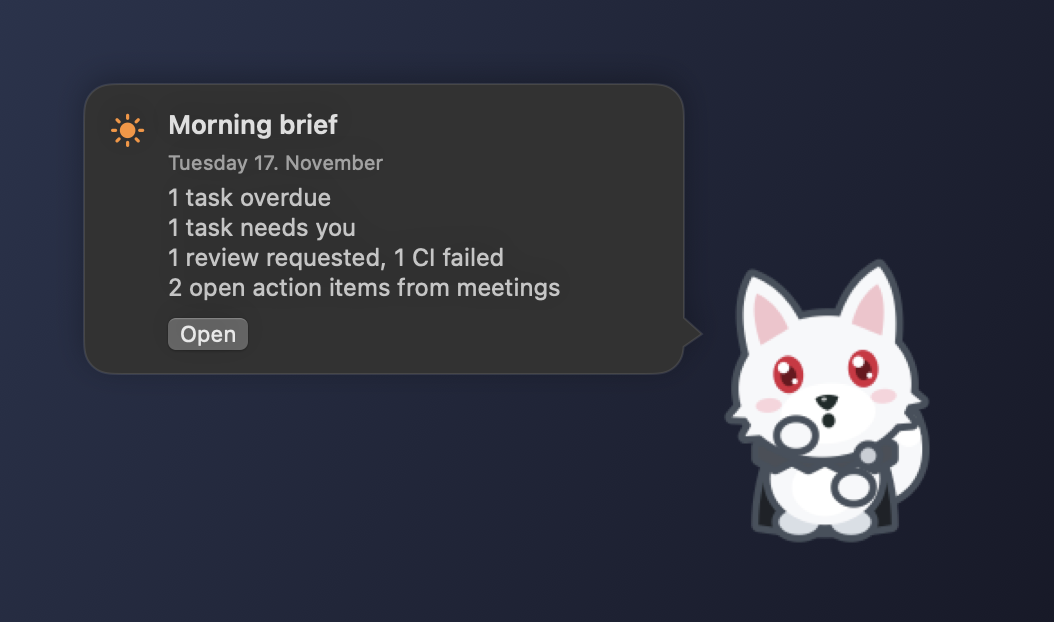 Morning brief
Tuesday 17. November
1 task overdue
1 task needs you
1 review requested, 1 CI failed
2 open action items from meetings
Open